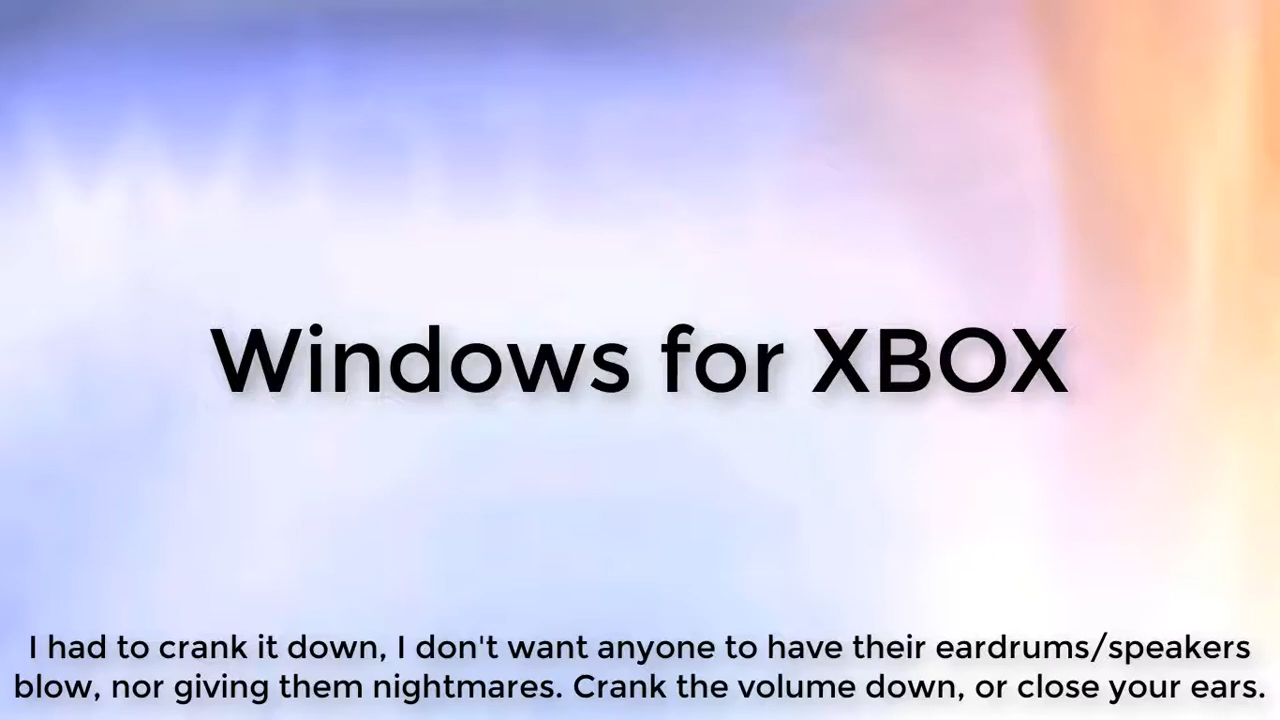 Windows for XBOX
I had to crank it down, I don't want anyone to have their eardrums/speakers
blow, nor giving them nightmares. Crank the volume down, or close your ears.